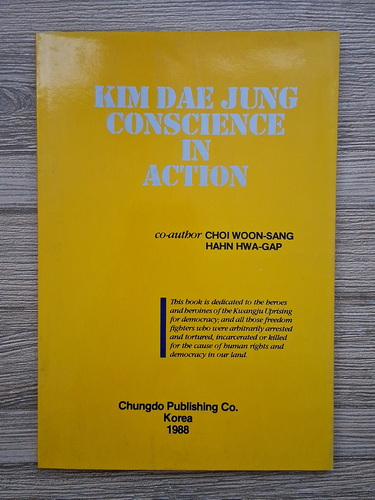 KIM DAE JUNG
CONSCIENCE
IN
ACTION
co-author CHOI WOON-SANG
HAHN HWA-GAP
This book is dedicated to the heroes
and heroines of the Kwangju Uprising
for democracy; and all those freedom
fighters who were arbitrarily arrested
and tortured, incarcerated or killed
for the cause of human rights and
democracy in our land.
Chungdo Publishing Co.
Korea
1988